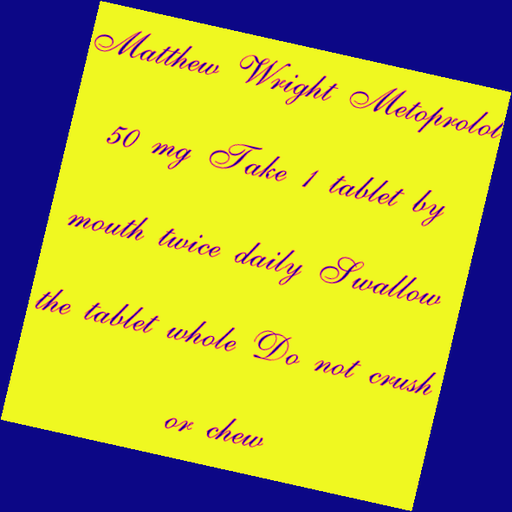 Matthew Wright Metoprolol
50 mg Take 1 tablet by
mouth twice daily Swallow
the tablet whole Do not crush
or chew